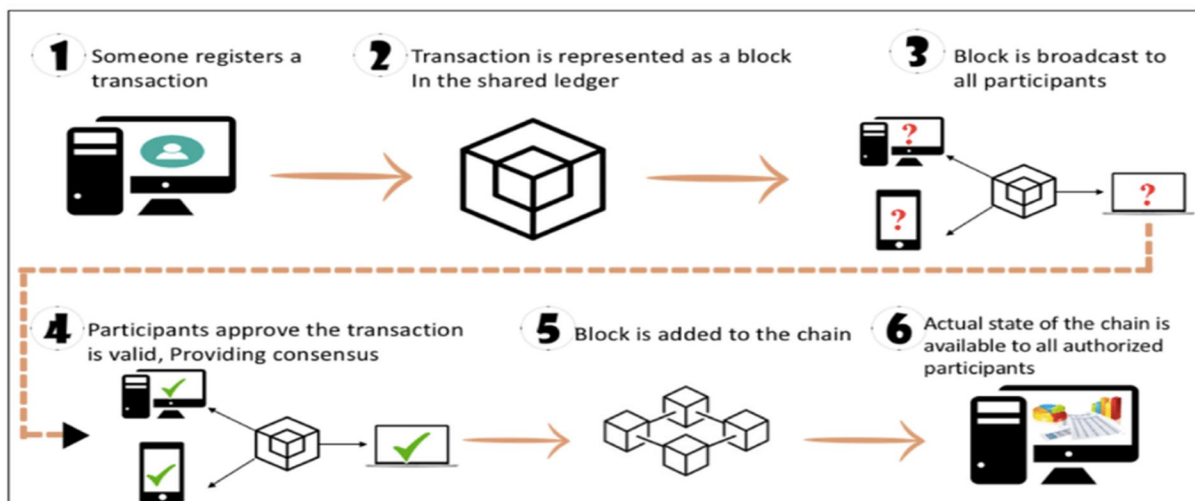 1 Someone registers a
transaction
2 Transaction is represented as a block
In the shared ledger
3 Block is broadcast to
all participants
?
?
?
4 Participants approve the transaction
is valid, Providing consensus
5 Block is added to the chain
6 Actual state of the chain is
available to all authorized
participants